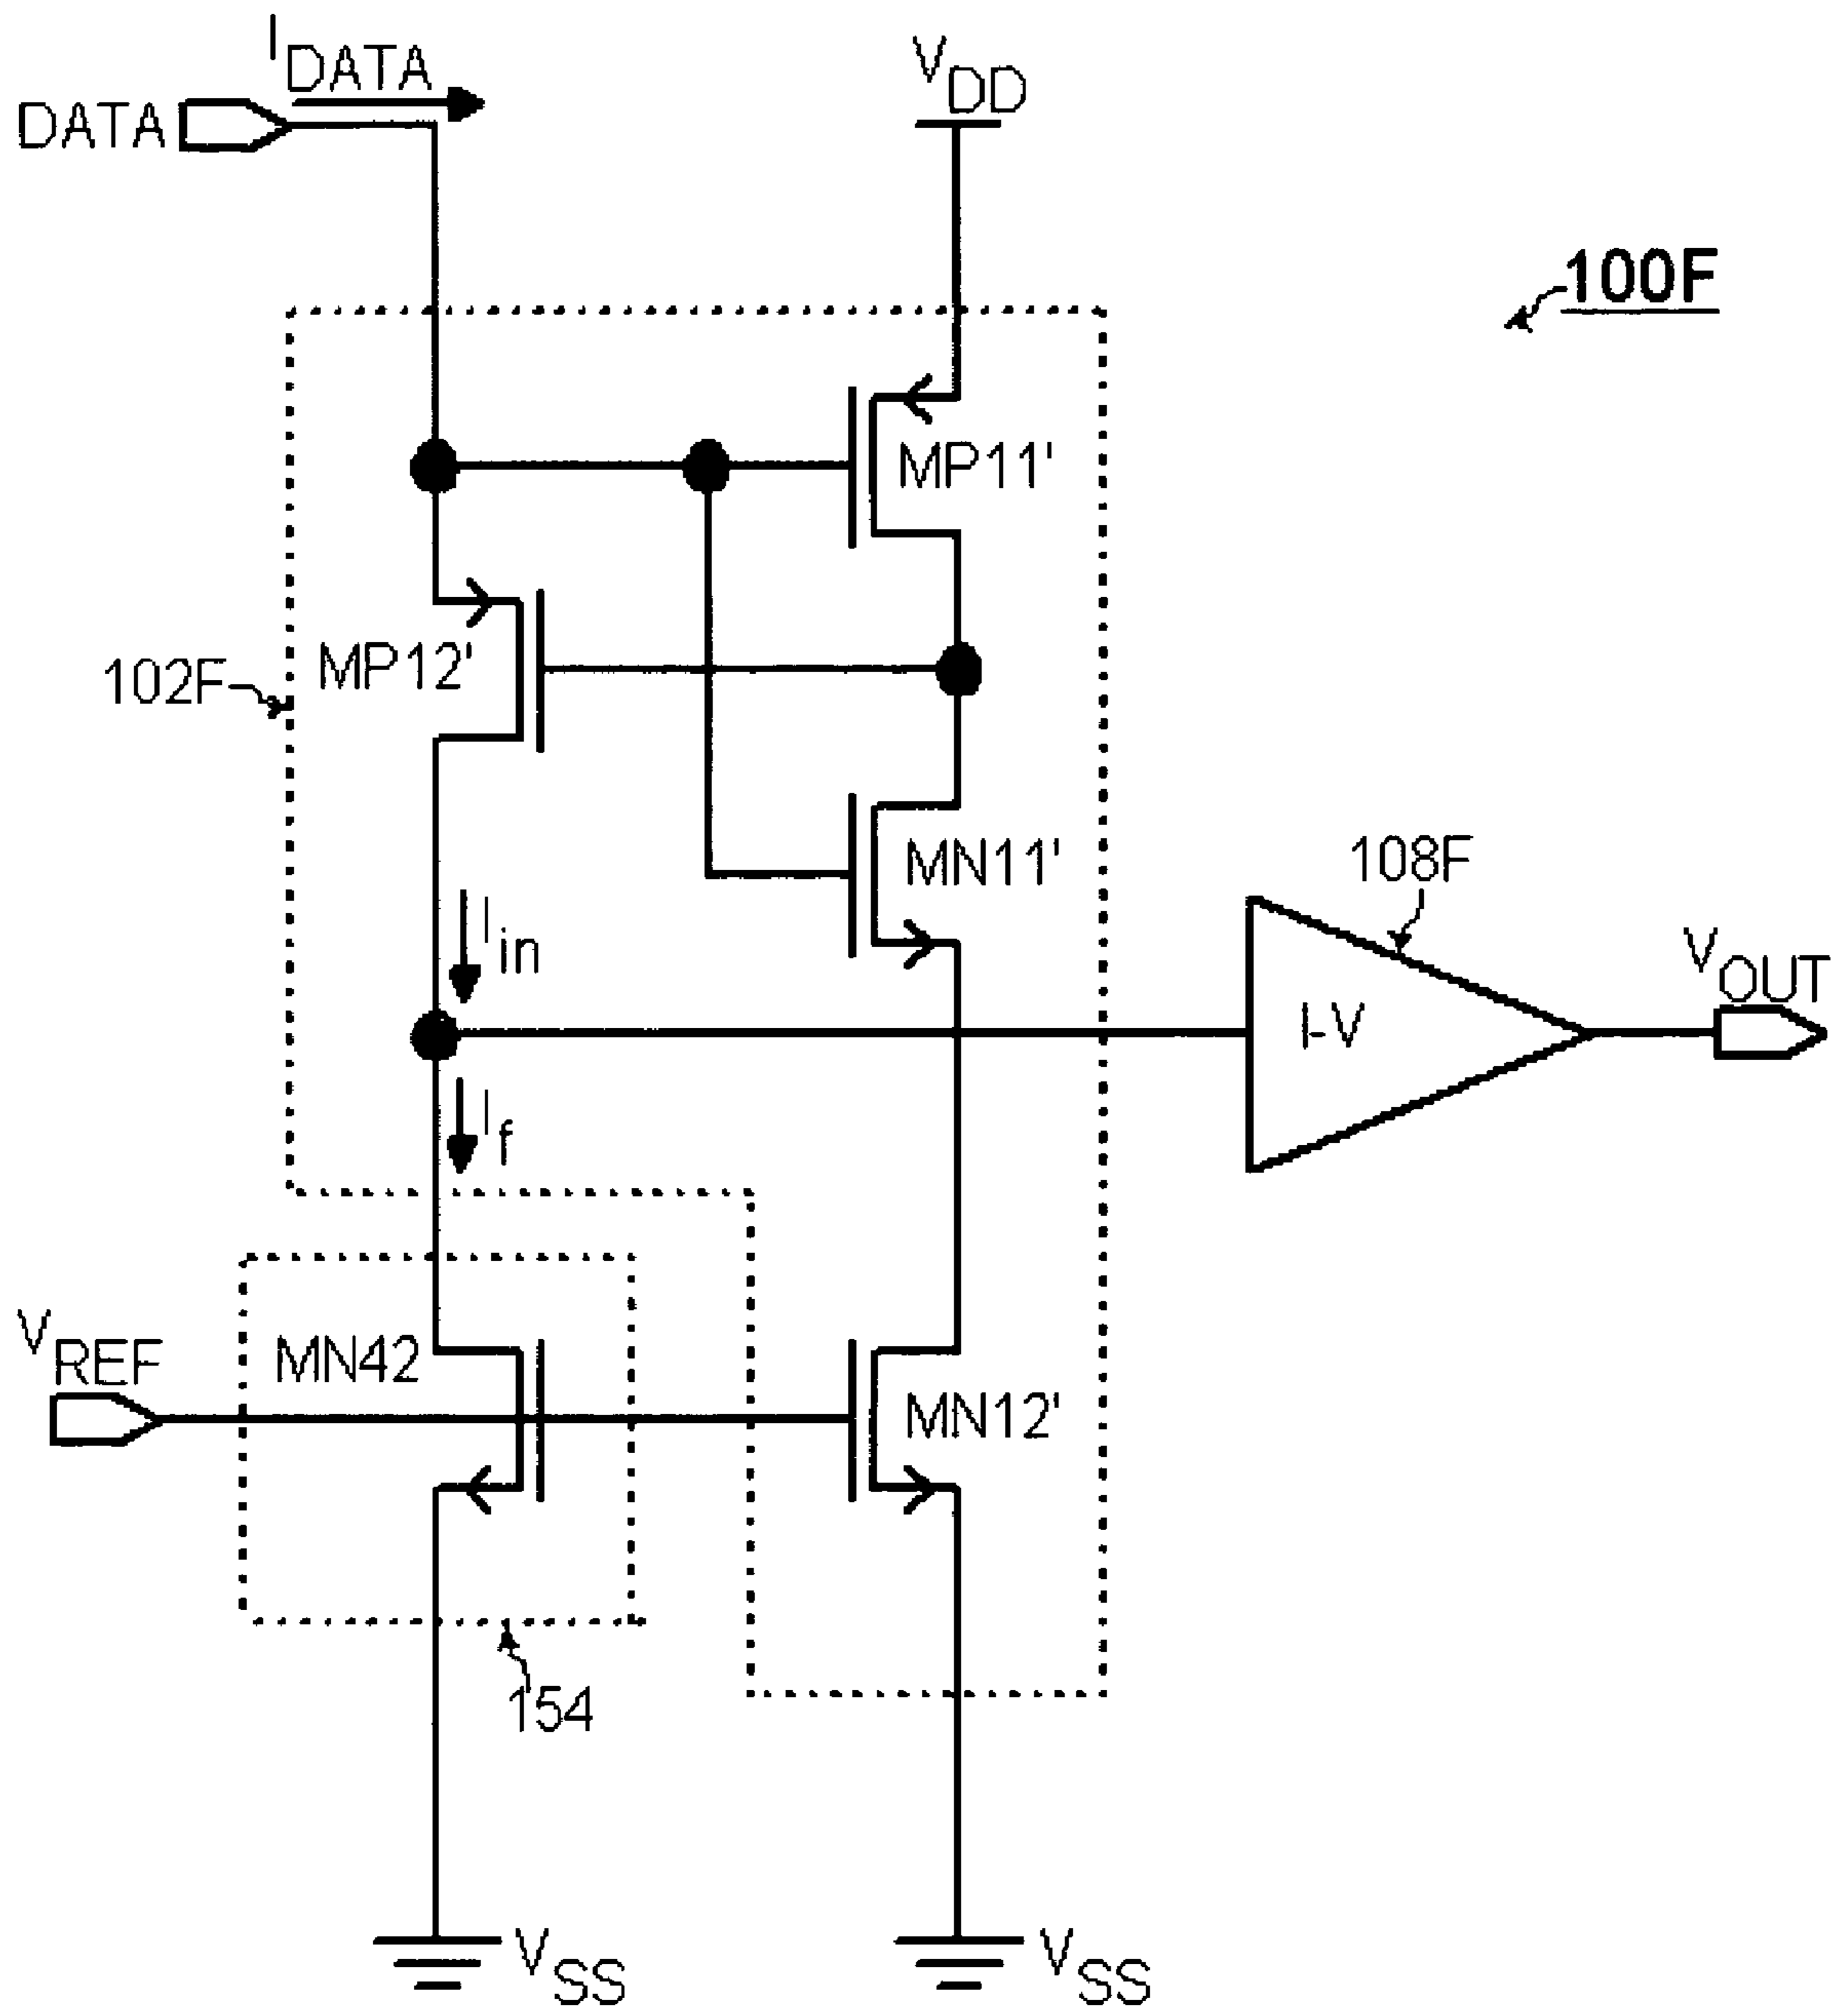 IDATA
DATA
VDD
100F
MP11'
MP12'
102F
MN11'
108F
Iin
I-V
VOUT
If
VREF
MN42
MN12'
154
VSS
VSS